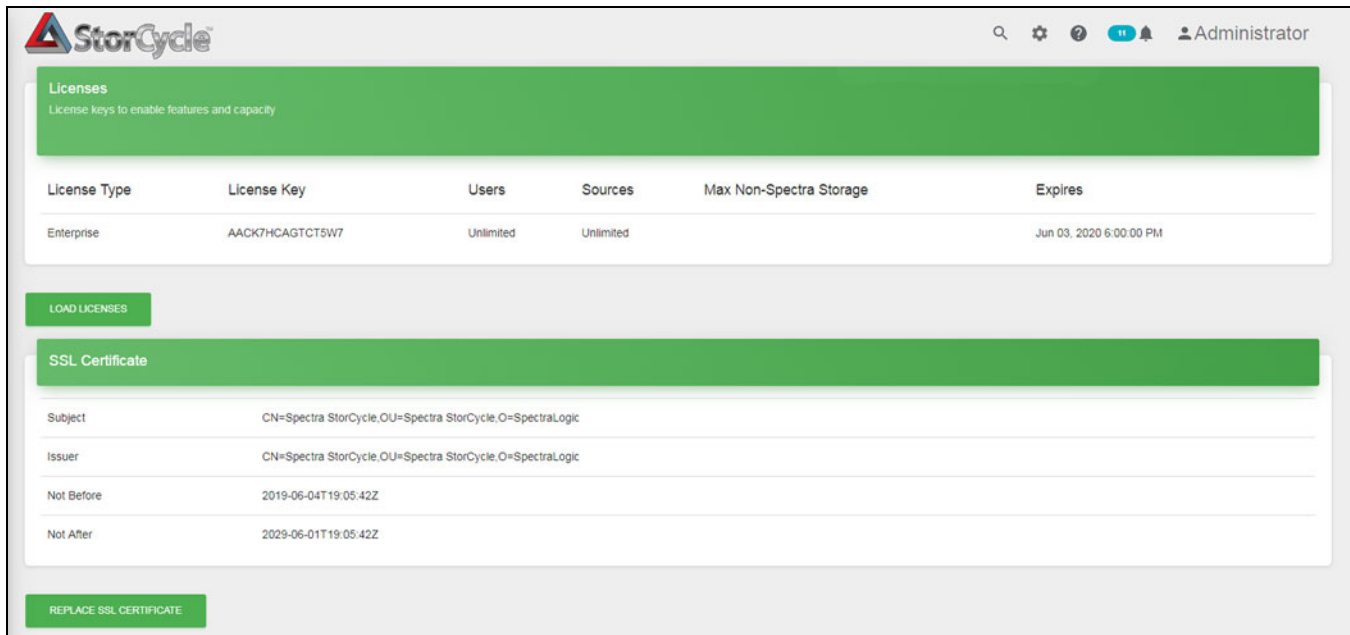 StorCycle™
11 Administrator
Licenses
License keys to enable features and capacity
License Type License Key Users Sources Max Non-Spectra Storage Expires
Enterprise AACK7HCAGTCT5W7 Unlimited Unlimited Jun 03, 2020 6:00:00 PM
LOAD LICENSES
SSL Certificate
Subject CN=Spectra StorCycle,OU=Spectra StorCycle,O=SpectraLogic
Issuer CN=Spectra StorCycle,OU=Spectra StorCycle,O=SpectraLogic
Not Before 2019-06-04T19:05:42Z
Not After 2029-06-01T19:05:42Z
REPLACE SSL CERTIFICATE